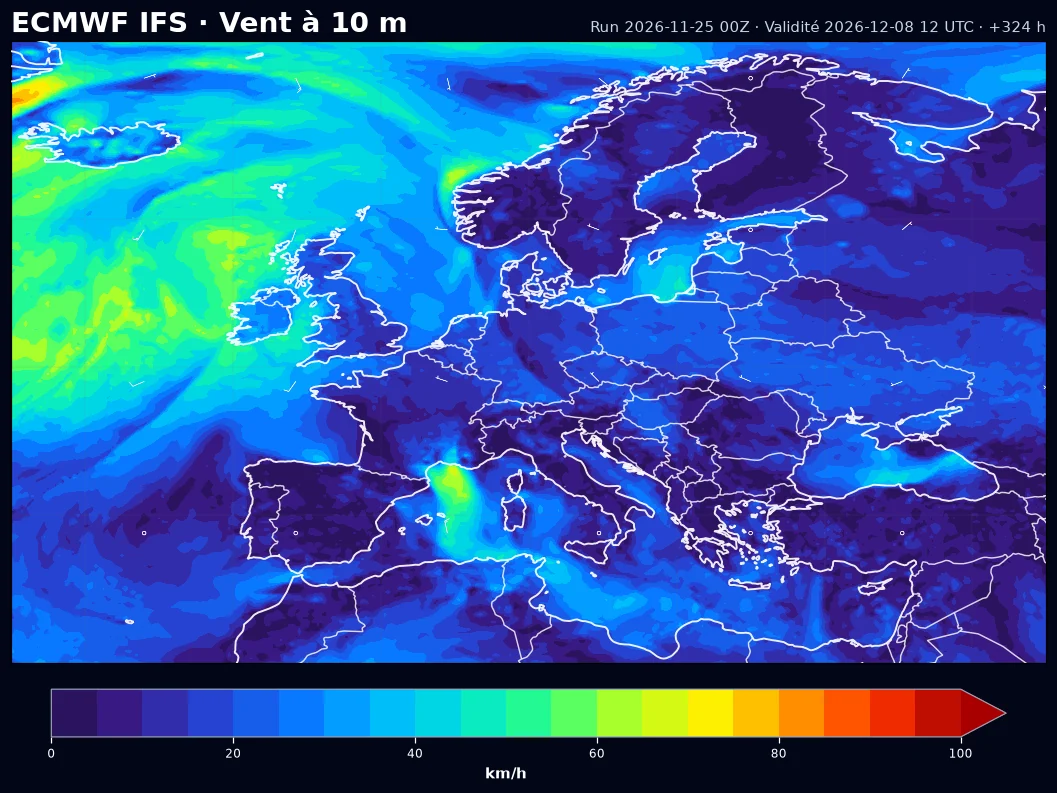 ECMWF IFS · Vent à 10 m
Run 2026-11-25 00Z · Validité 2026-12-08 12 UTC · +324 h
0 20 40 60 80 100
km/h